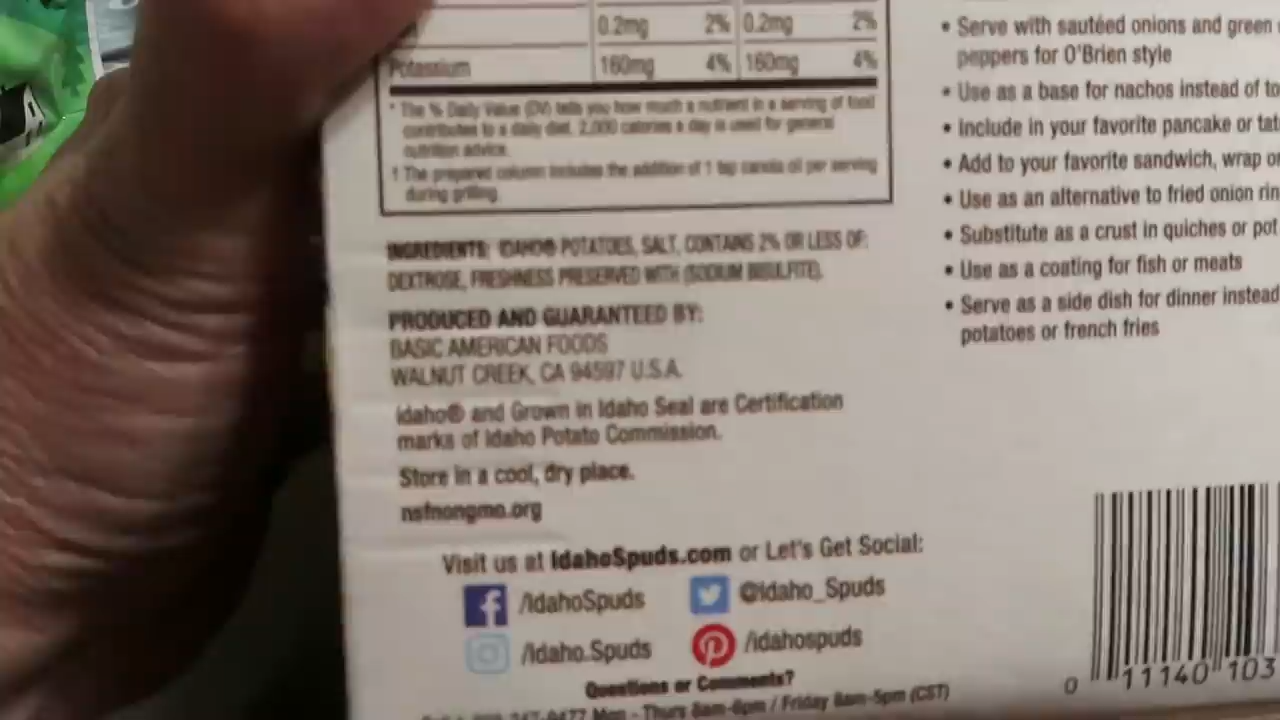 0.2mg 2% 0.2mg 2%
Potassium 160mg 4% 160mg 4%
* The % Daily Value (DV) tells you how much a nutrient in a serving of food
contributes to a daily diet. 2,000 calories a day is used for general
nutrition advice.
† The prepared column includes the addition of 1 tsp canola oil per serving
during grilling.
INGREDIENTS: IDAHO® POTATOES, SALT, CONTAINS 2% OR LESS OF:
DEXTROSE, FRESHNESS PRESERVED WITH (SODIUM BISULFITE).
PRODUCED AND GUARANTEED BY:
BASIC AMERICAN FOODS
WALNUT CREEK, CA 94597 U.S.A.
Idaho® and Grown in Idaho Seal are Certification
marks of Idaho Potato Commission.
Store in a cool, dry place.
nsfnongmo.org
Visit us at IdahoSpuds.com or Let's Get Social:
/IdahoSpuds @Idaho_Spuds
/Idaho.Spuds /idahospuds
Questions or Comments?
Mon - Thurs 8am-6pm / Friday 8am-5pm (CST)
• Serve with sautéed onions and green
peppers for O'Brien style
• Use as a base for nachos instead of to
• Include in your favorite pancake or tat
• Add to your favorite sandwich, wrap or
• Use as an alternative to fried onion rin
• Substitute as a crust in quiches or pot
• Use as a coating for fish or meats
• Serve as a side dish for dinner instead
potatoes or french fries
0 11140 103